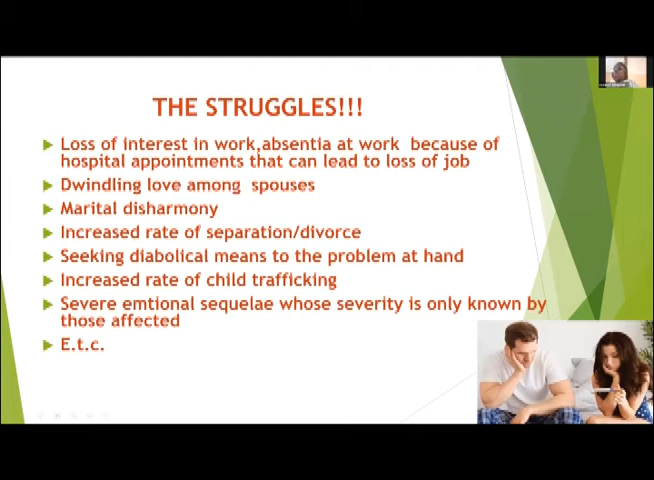 THE STRUGGLES!!!
Loss of interest in work,absentia at work because of
hospital appointments that can lead to loss of job
Dwindling love among spouses
Marital disharmony
Increased rate of separation/divorce
Seeking diabolical means to the problem at hand
Increased rate of child trafficking
Severe emtional sequelae whose severity is only known by
those affected
E.t.c.